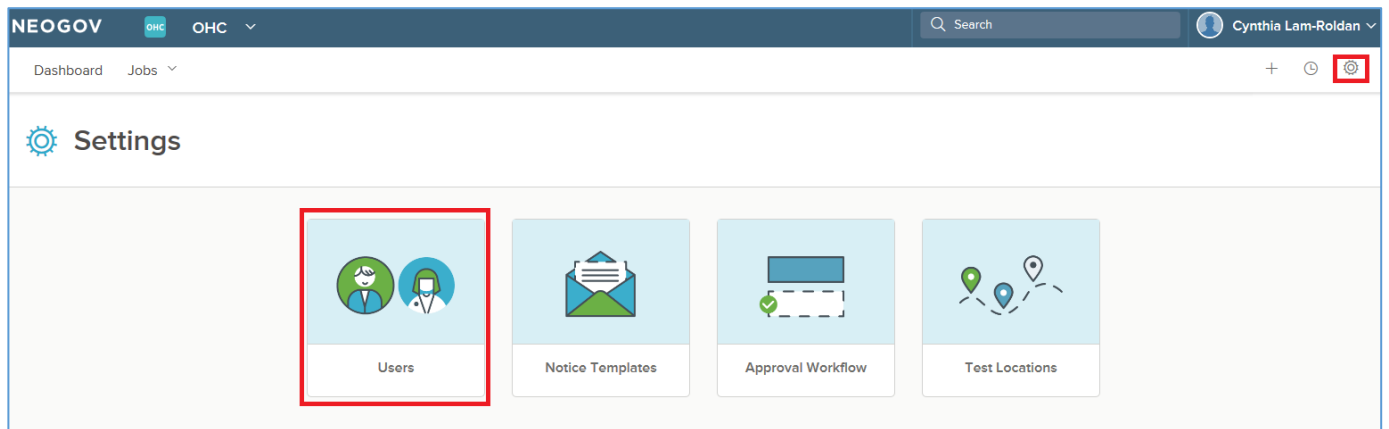 NEOGOV OHC OHC Search Cynthia Lam-Roldan
Dashboard Jobs
Settings
Users Notice Templates Approval Workflow Test Locations